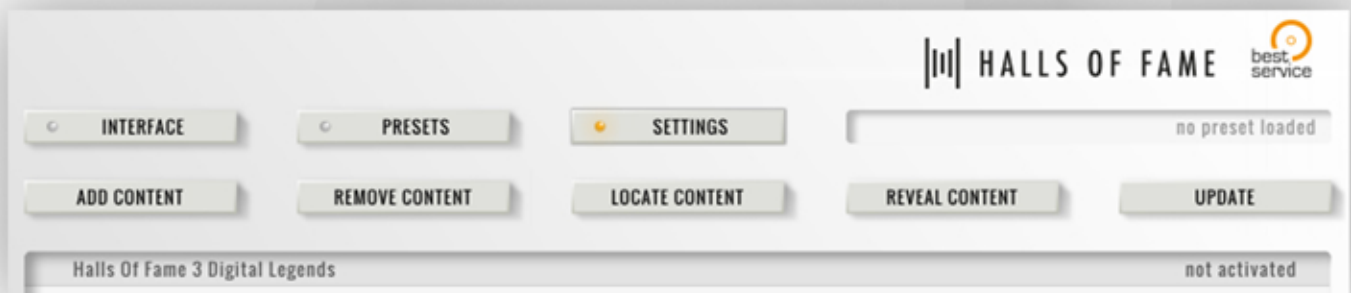 HALLS OF FAME
best service
INTERFACE PRESETS SETTINGS no preset loaded
ADD CONTENT REMOVE CONTENT LOCATE CONTENT REVEAL CONTENT UPDATE
Halls Of Fame 3 Digital Legends not activated